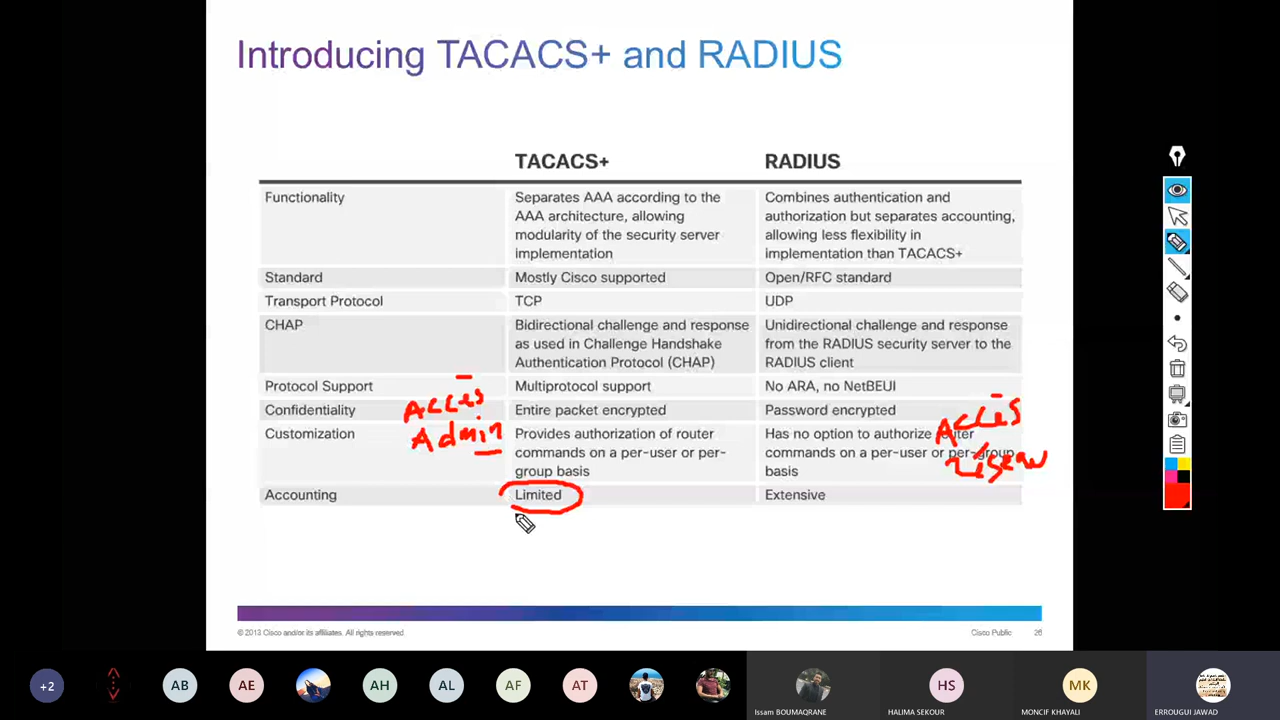 Introducing TACACS+ and RADIUS
TACACS+ RADIUS
Functionality
Separates AAA according to the
AAA architecture, allowing
modularity of the security server
implementation
Combines authentication and
authorization but separates accounting,
allowing less flexibility in
implementation than TACACS+
Standard Mostly Cisco supported Open/RFC standard
Transport Protocol TCP UDP
CHAP
Bidirectional challenge and response
as used in Challenge Handshake
Authentication Protocol (CHAP)
Unidirectional challenge and response
from the RADIUS security server to the
RADIUS client
Protocol Support Multiprotocol support No ARA, no NetBEUI
Confidentiality Entire packet encrypted Password encrypted
Customization
Provides authorization of router
commands on a per-user or per-
group basis
Has no option to authorize router
commands on a per-user or per-group
basis
Accounting Limited Extensive
Accès
Admin
Accès
réseau
© 2013 Cisco and/or its affiliates. All rights reserved Cisco Public 26
+2 AB AE AH AL AF AT HS MK
Issam BOUMAQRANE HALIMA SEKOUR MONCIF KHAYALI ERROUGUI JAWAD